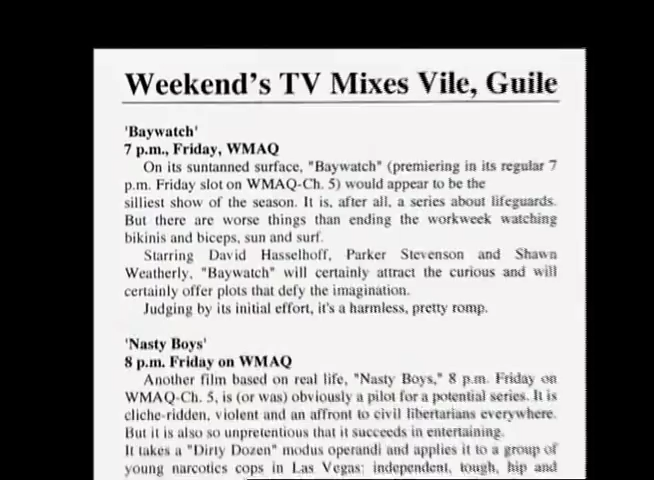 Weekend's TV Mixes Vile, Guile
'Baywatch'
7 p.m., Friday, WMAQ
On its suntanned surface, "Baywatch" (premiering in its regular 7
p.m. Friday slot on WMAQ-Ch. 5) would appear to be the
silliest show of the season. It is, after all, a series about lifeguards.
But there are worse things than ending the workweek watching
bikinis and biceps, sun and surf.
Starring David Hasselhoff, Parker Stevenson and Shawn
Weatherly, "Baywatch" will certainly attract the curious and will
certainly offer plots that defy the imagination.
Judging by its initial effort, it's a harmless, pretty romp.
'Nasty Boys'
8 p.m. Friday on WMAQ
Another film based on real life, "Nasty Boys," 8 p.m. Friday on
WMAQ-Ch. 5, is (or was) obviously a pilot for a potential series. It is
cliche-ridden, violent and an affront to civil libertarians everywhere.
But it is also so unpretentious that it succeeds in entertaining.
It takes a "Dirty Dozen" modus operandi and applies it to a group of
young narcotics cops in Las Vegas: independent, tough, hip and